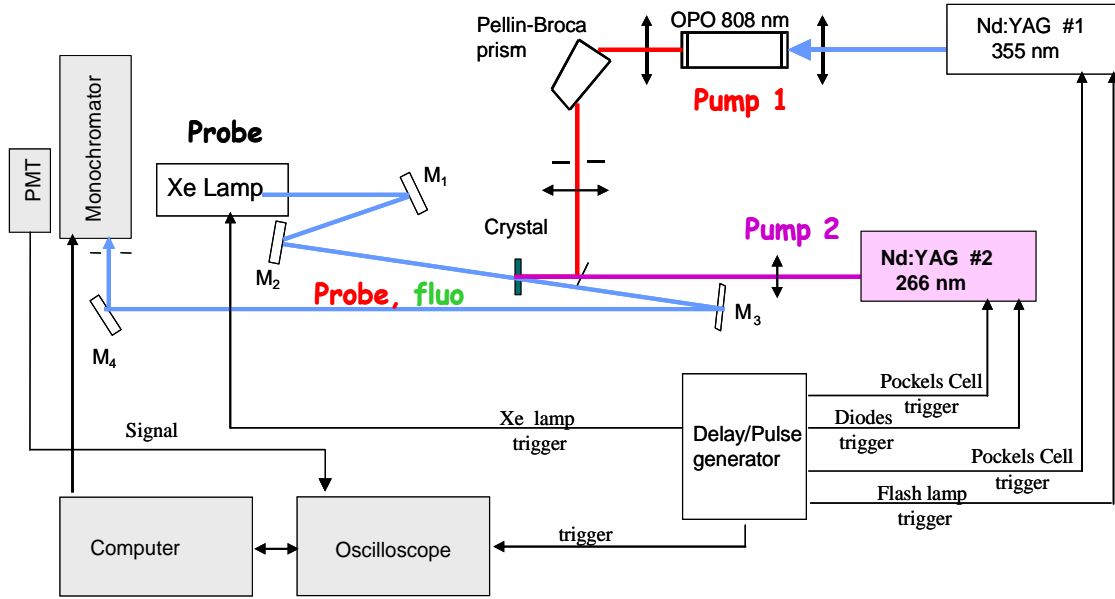 Pellin-Broca
prism
OPO 808 nm
Nd:YAG #1
355 nm
Pump 1
Monochromator
PMT
Probe
Xe Lamp
M1
M2
Crystal
Pump 2
Nd:YAG #2
266 nm
Probe, fluo
M3
M4
Signal
Xe lamp
trigger
Delay/Pulse
generator
Pockels Cell
trigger
Diodes
trigger
Pockels Cell
trigger
Flash lamp
trigger
Computer
Oscilloscope
trigger